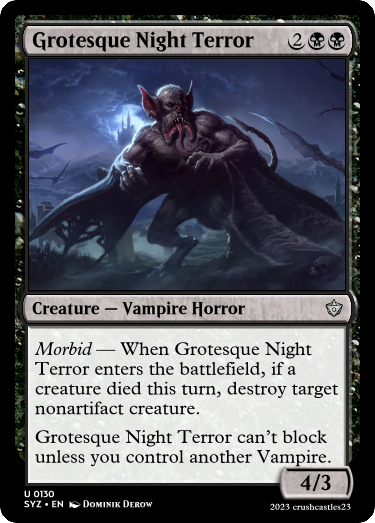 Grotesque Night Terror 2
Creature — Vampire Horror
Morbid — When Grotesque Night
Terror enters the battlefield, if a
creature died this turn, destroy target
nonartifact creature.
Grotesque Night Terror can't block
unless you control another Vampire.
4/3
U 0130
SYZ • EN Dominik Derow
2023 crushcastles23